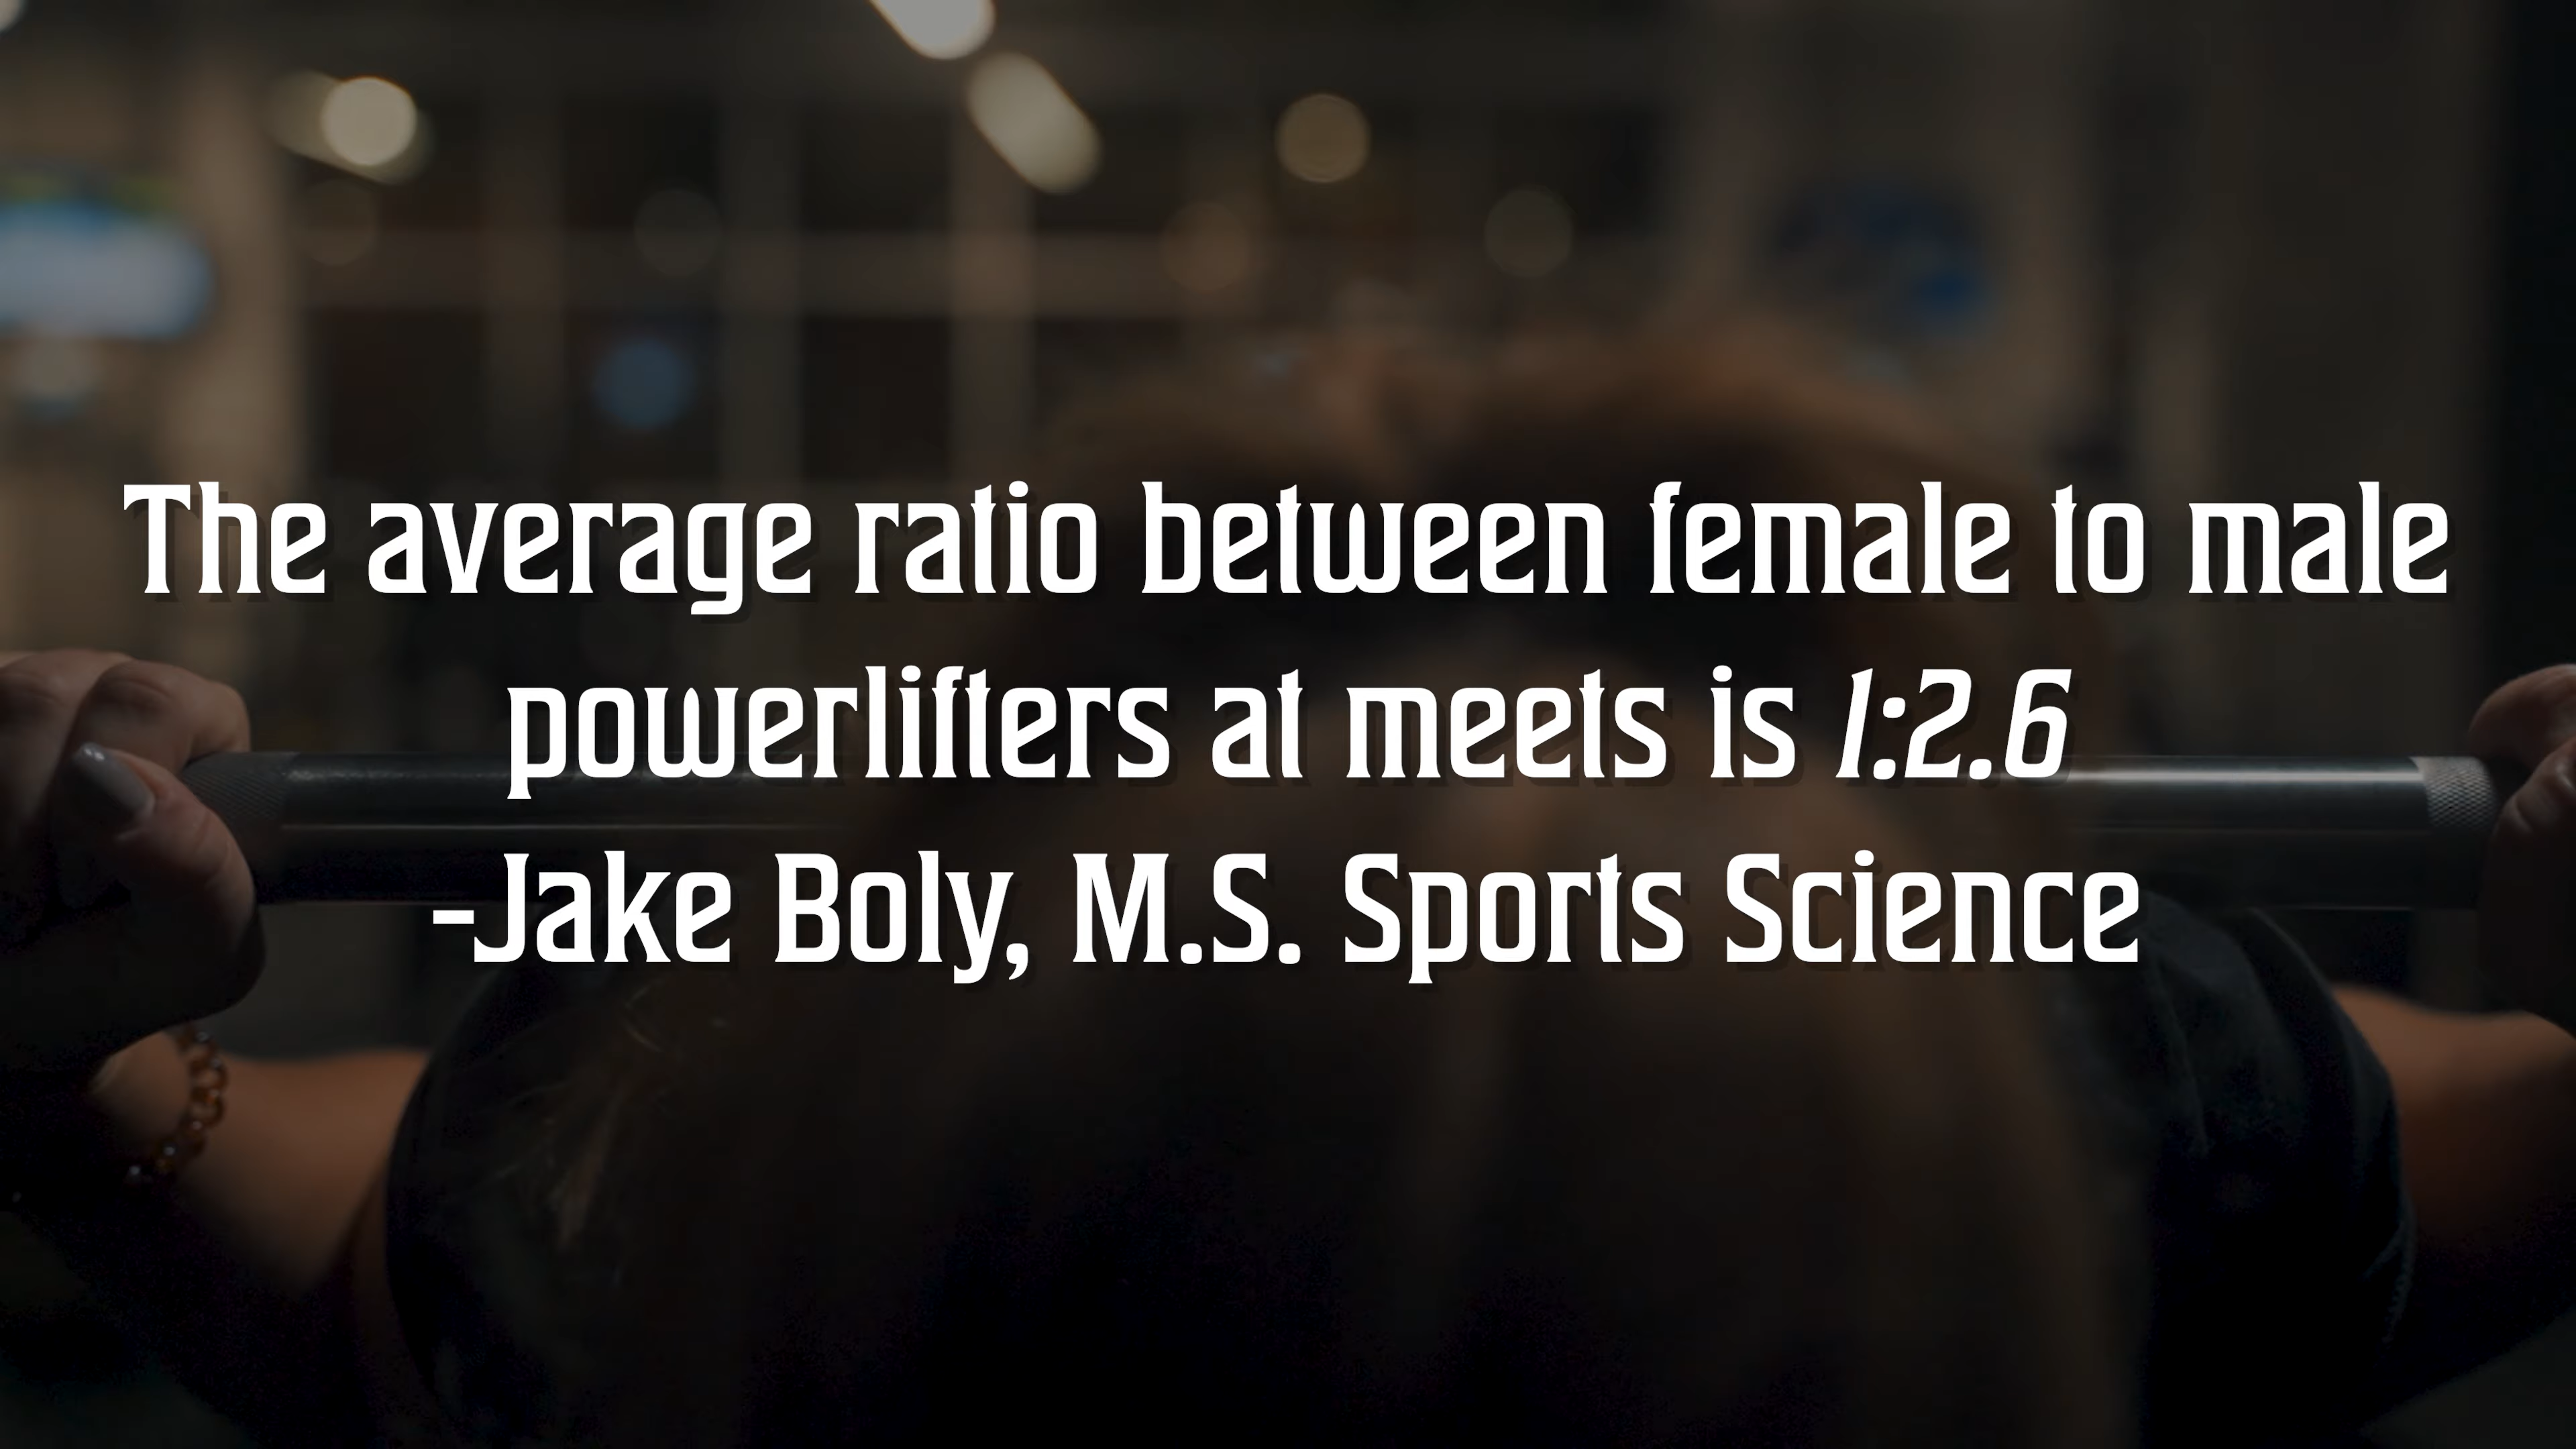 The average ratio between female to male
powerlifters at meets is 1:2.6
-Jake Boly, M.S. Sports Science